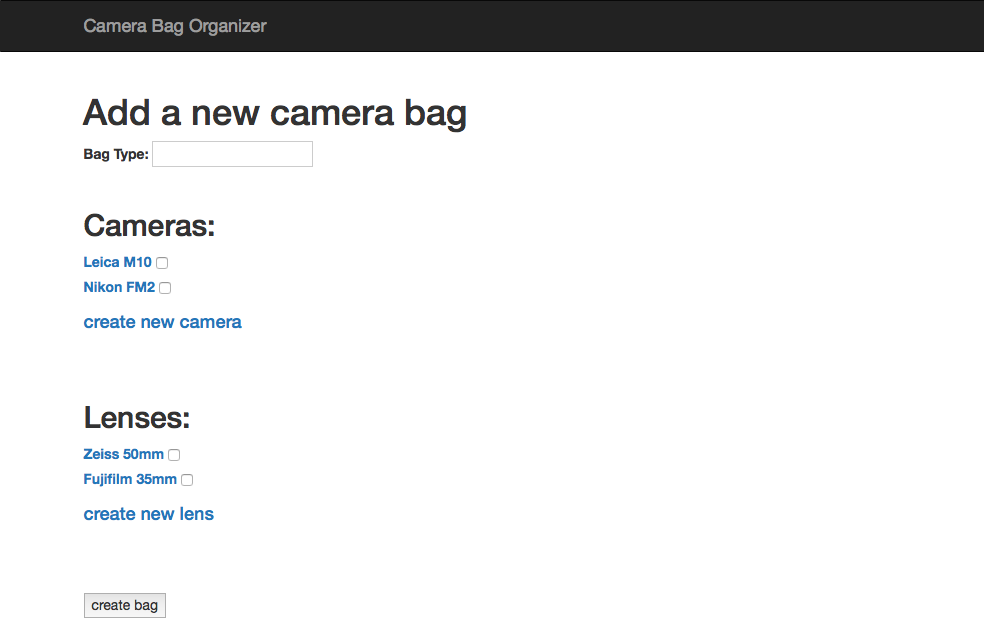 Camera Bag Organizer
Add a new camera bag
Bag Type:
Cameras:
Leica M10
Nikon FM2
create new camera
Lenses:
Zeiss 50mm
Fujifilm 35mm
create new lens
create bag